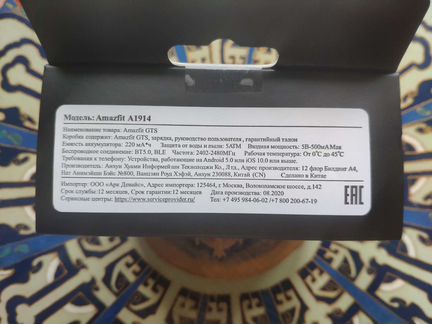 Модель: Amazfit A1914
Наименование товара: Amazfit GTS
Коробка содержит: Amazfit GTS, зарядка, руководство пользователя, гарантийный талон
Емкость аккумулятора: 220 мА*ч Защита от воды и пыли: 5ATM Входная мощность: 5В-500мАМах
Беспроводное соединение: BT5.0, BLE Частота: 2402-2480МГц Рабочая температура: От 0°C до 45°C
Требования к телефону: Устройства, работающие на Android 5.0 или iOS 10.0 или выше.
Производитель: Аньхуи Хуами Информейшн Текнолоджи Ко., Лтд., Адрес производителя: 12 флор Билдинг А4,
Нат Анимэйшн Бэйс №800, Ванцзян Роуд Хэфэй, Анхуи 230088, Китай (CN) Сделано в Китае
Импортер: ООО «Арк Девайс», Адрес импортера: 125464, г Москва, Волоколамское шоссе, д.142
Срок службы: 12 месяцев, Срок гарантии: 12 месяцев Дата производства: 08.2020
Сервисные центры: https://www.serviceprovider.ru/ Тел: +7 495 984-06-02 /+7 800 200-67-19
EAC